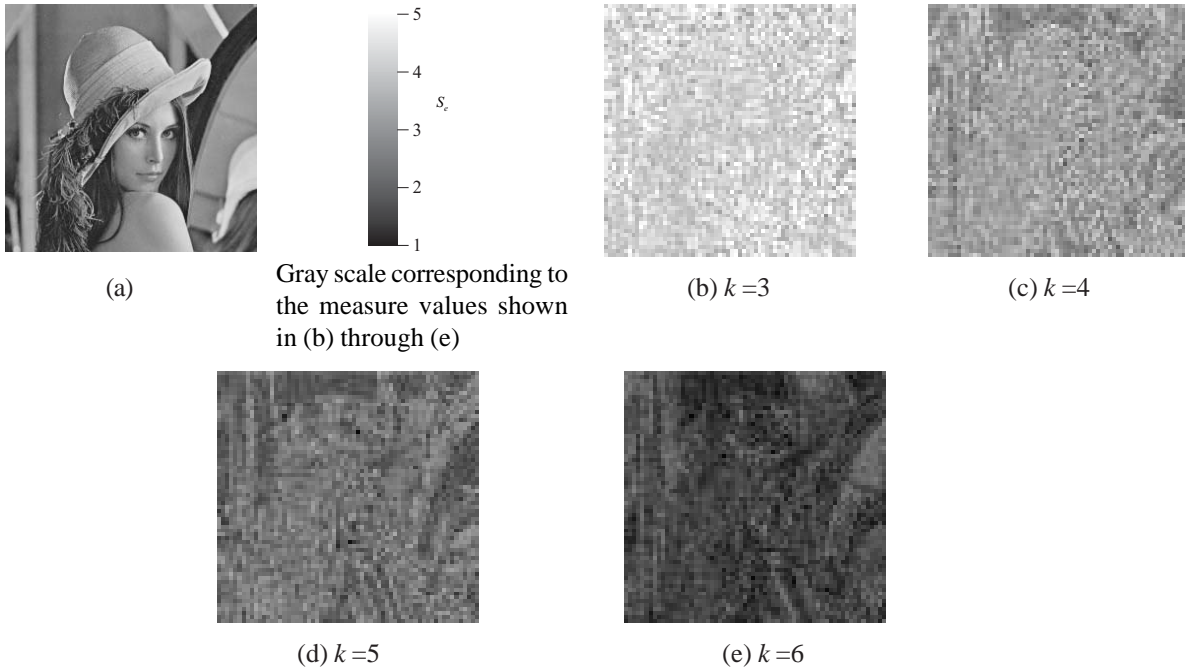 5
4
Sₑ
3
2
1
(a)
Gray scale corresponding to
the measure values shown
in (b) through (e)
(b) k =3
(c) k =4
(d) k =5
(e) k =6